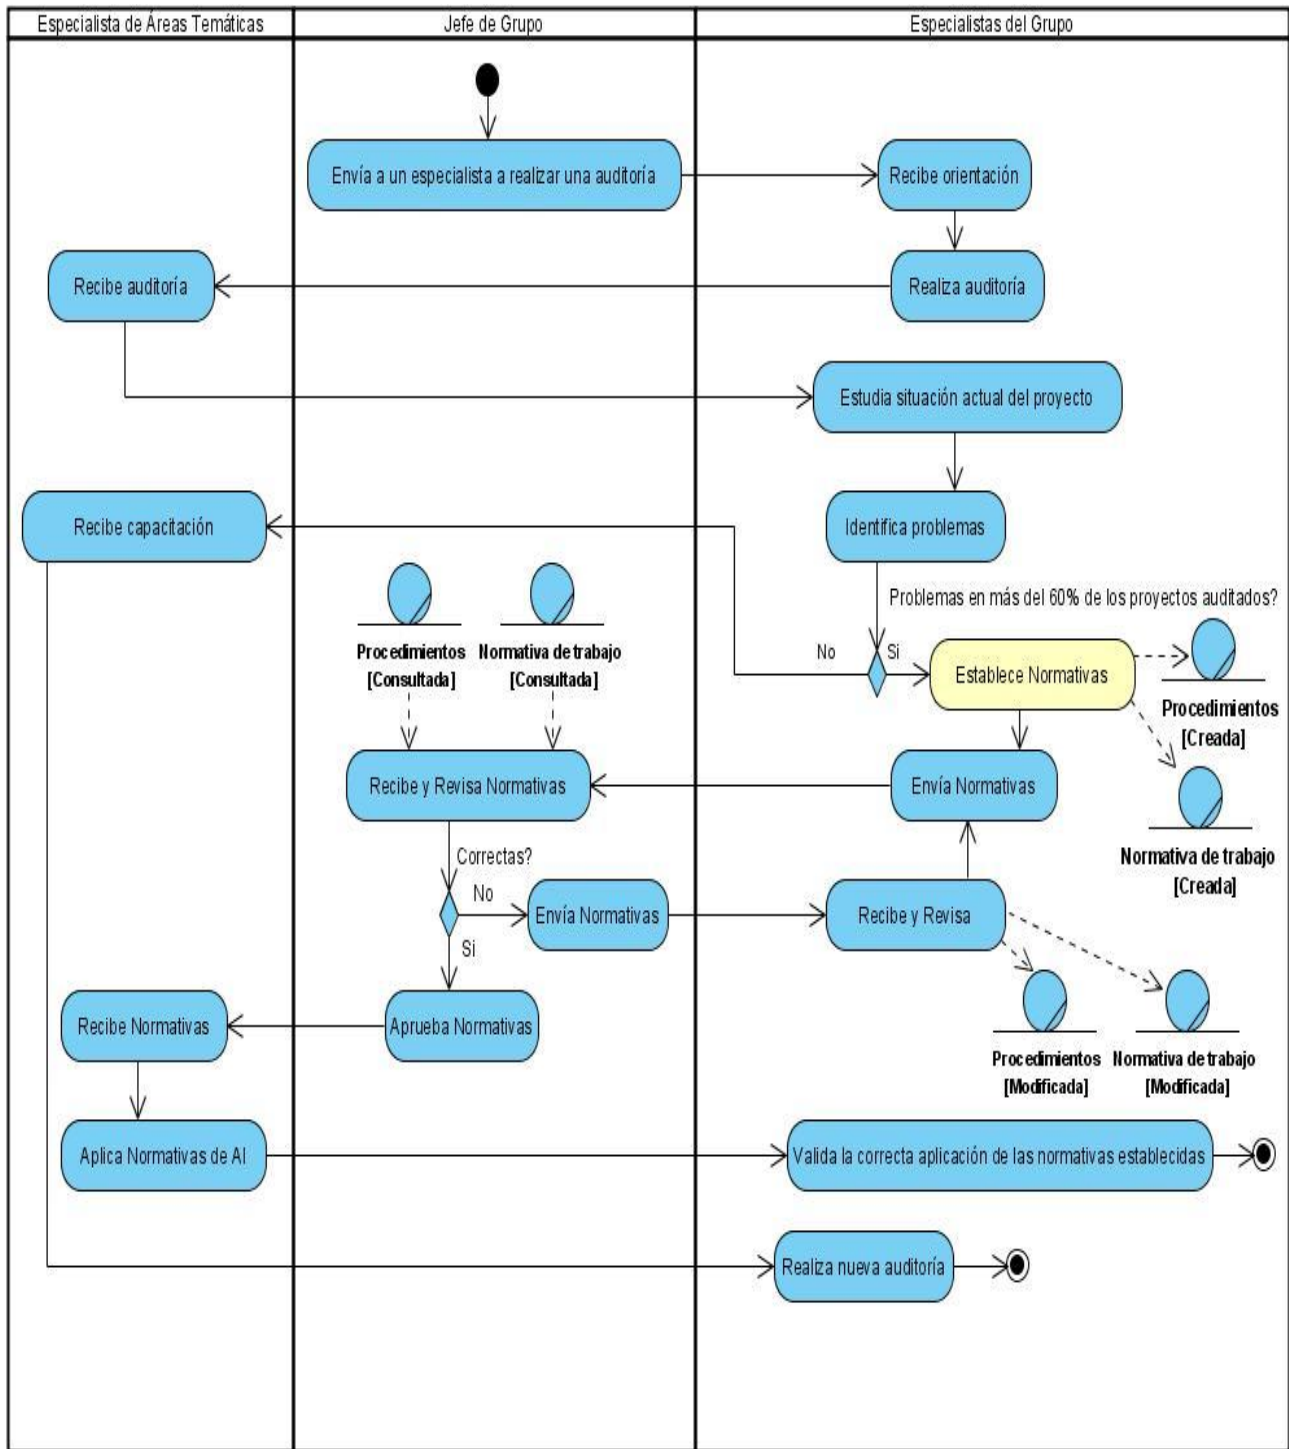 Especialista de Áreas Temáticas
Jefe de Grupo
Especialistas del Grupo
Envía a un especialista a realizar una auditoría
Recibe orientación
Recibe auditoría
Realiza auditoría
Estudia situación actual del proyecto
Recibe capacitación
Identifica problemas
Problemas en más del 60% de los proyectos auditados?
No
Si
Procedimientos
[Consultada]
Normativa de trabajo
[Consultada]
Establece Normativas
Procedimientos
[Creada]
Recibe y Revisa Normativas
Envía Normativas
Normativa de trabajo
[Creada]
Correctas?
No
Envía Normativas
Recibe y Revisa
Si
Recibe Normativas
Aprueba Normativas
Procedimientos
[Modificada]
Normativa de trabajo
[Modificada]
Aplica Normativas de AI
Valida la correcta aplicación de las normativas establecidas
Realiza nueva auditoría